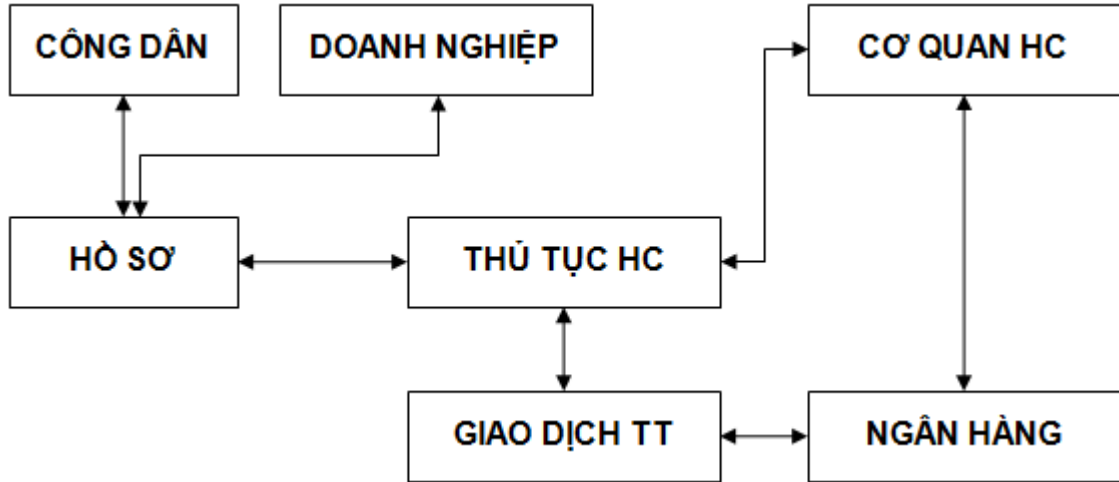 CÔNG DÂN
DOANH NGHIỆP
CƠ QUAN HC
HỒ SƠ
THỦ TỤC HC
GIAO DỊCH TT
NGÂN HÀNG